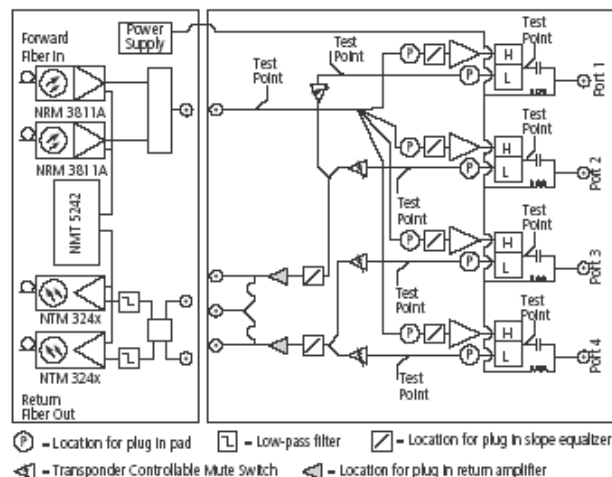 Forward
Fiber In
Power
Supply
NRM 3811A
NRM 3811A
NMT 5242
NTM 324x
NTM 324x
Return
Fiber Out
Test
Point
Test
Point
P
H
L
P
Test
Point
Port 1
P
H
L
P
Test
Point
Test
Point
Port 2
P
H
L
P
Test
Point
Test
Point
Port 3
P
H
L
P
Test
Point
Test
Point
Port 4
P = Location for plug in pad
= Low-pass filter
= Location for plug in slope equalizer
= Transponder Controllable Mute Switch
= Location for plug in return amplifier